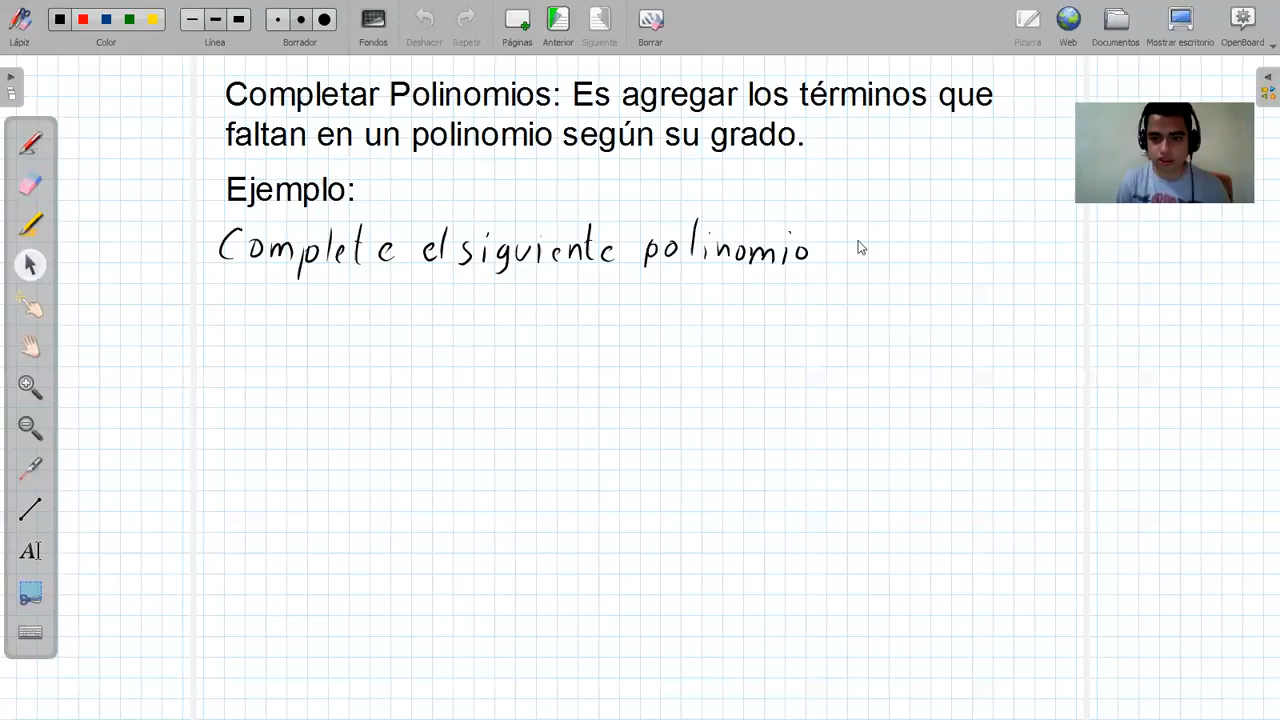 Lápiz Color Línea Borrador Fondos Deshacer Repetir Páginas Anterior Siguiente Borrar Pizarra Web Documentos Mostrar escritorio OpenBoard
Completar Polinomios: Es agregar los términos que
faltan en un polinomio según su grado.
Ejemplo:
Complete el siguiente polinomio
A